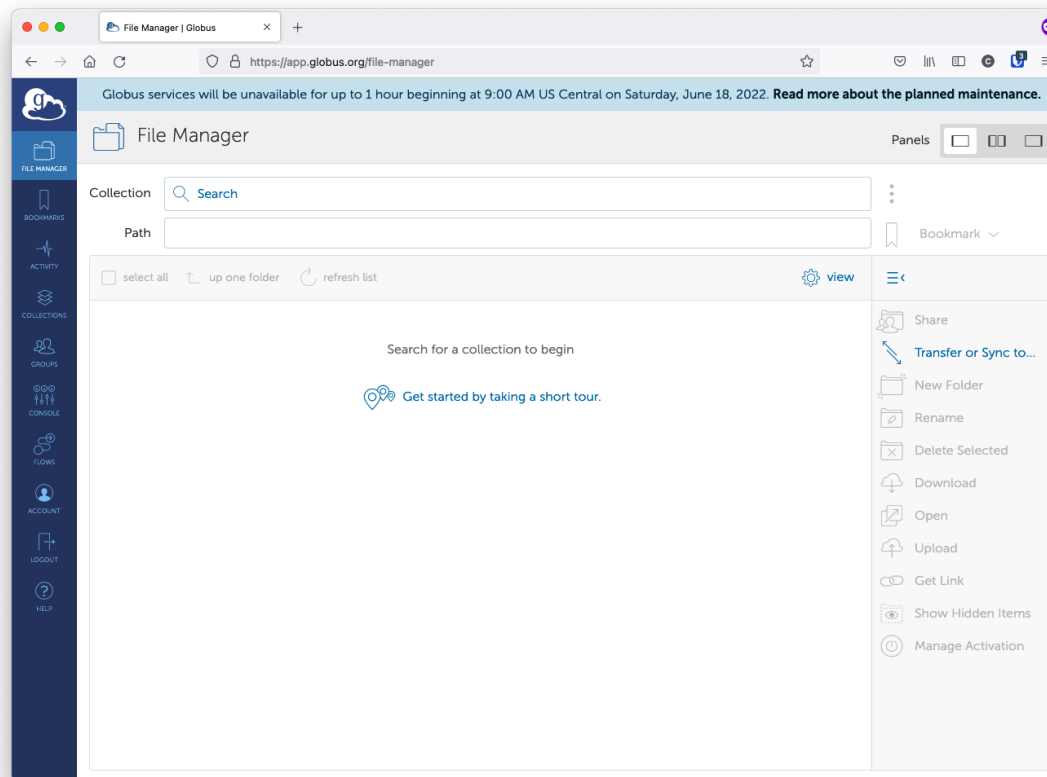 File Manager | Globus
https://app.globus.org/file-manager
3
Globus services will be unavailable for up to 1 hour beginning at 9:00 AM US Central on Saturday, June 18, 2022. Read more about the planned maintenance.
g
File Manager
Panels
FILE MANAGER
BOOKMARKS
ACTIVITY
COLLECTIONS
GROUPS
CONSOLE
FLOWS
ACCOUNT
LOGOUT
HELP
Collection
Search
Path
Bookmark
select all
up one folder
refresh list
view
Search for a collection to begin
Get started by taking a short tour.
Share
Transfer or Sync to...
New Folder
Rename
Delete Selected
Download
Open
Upload
Get Link
Show Hidden Items
Manage Activation